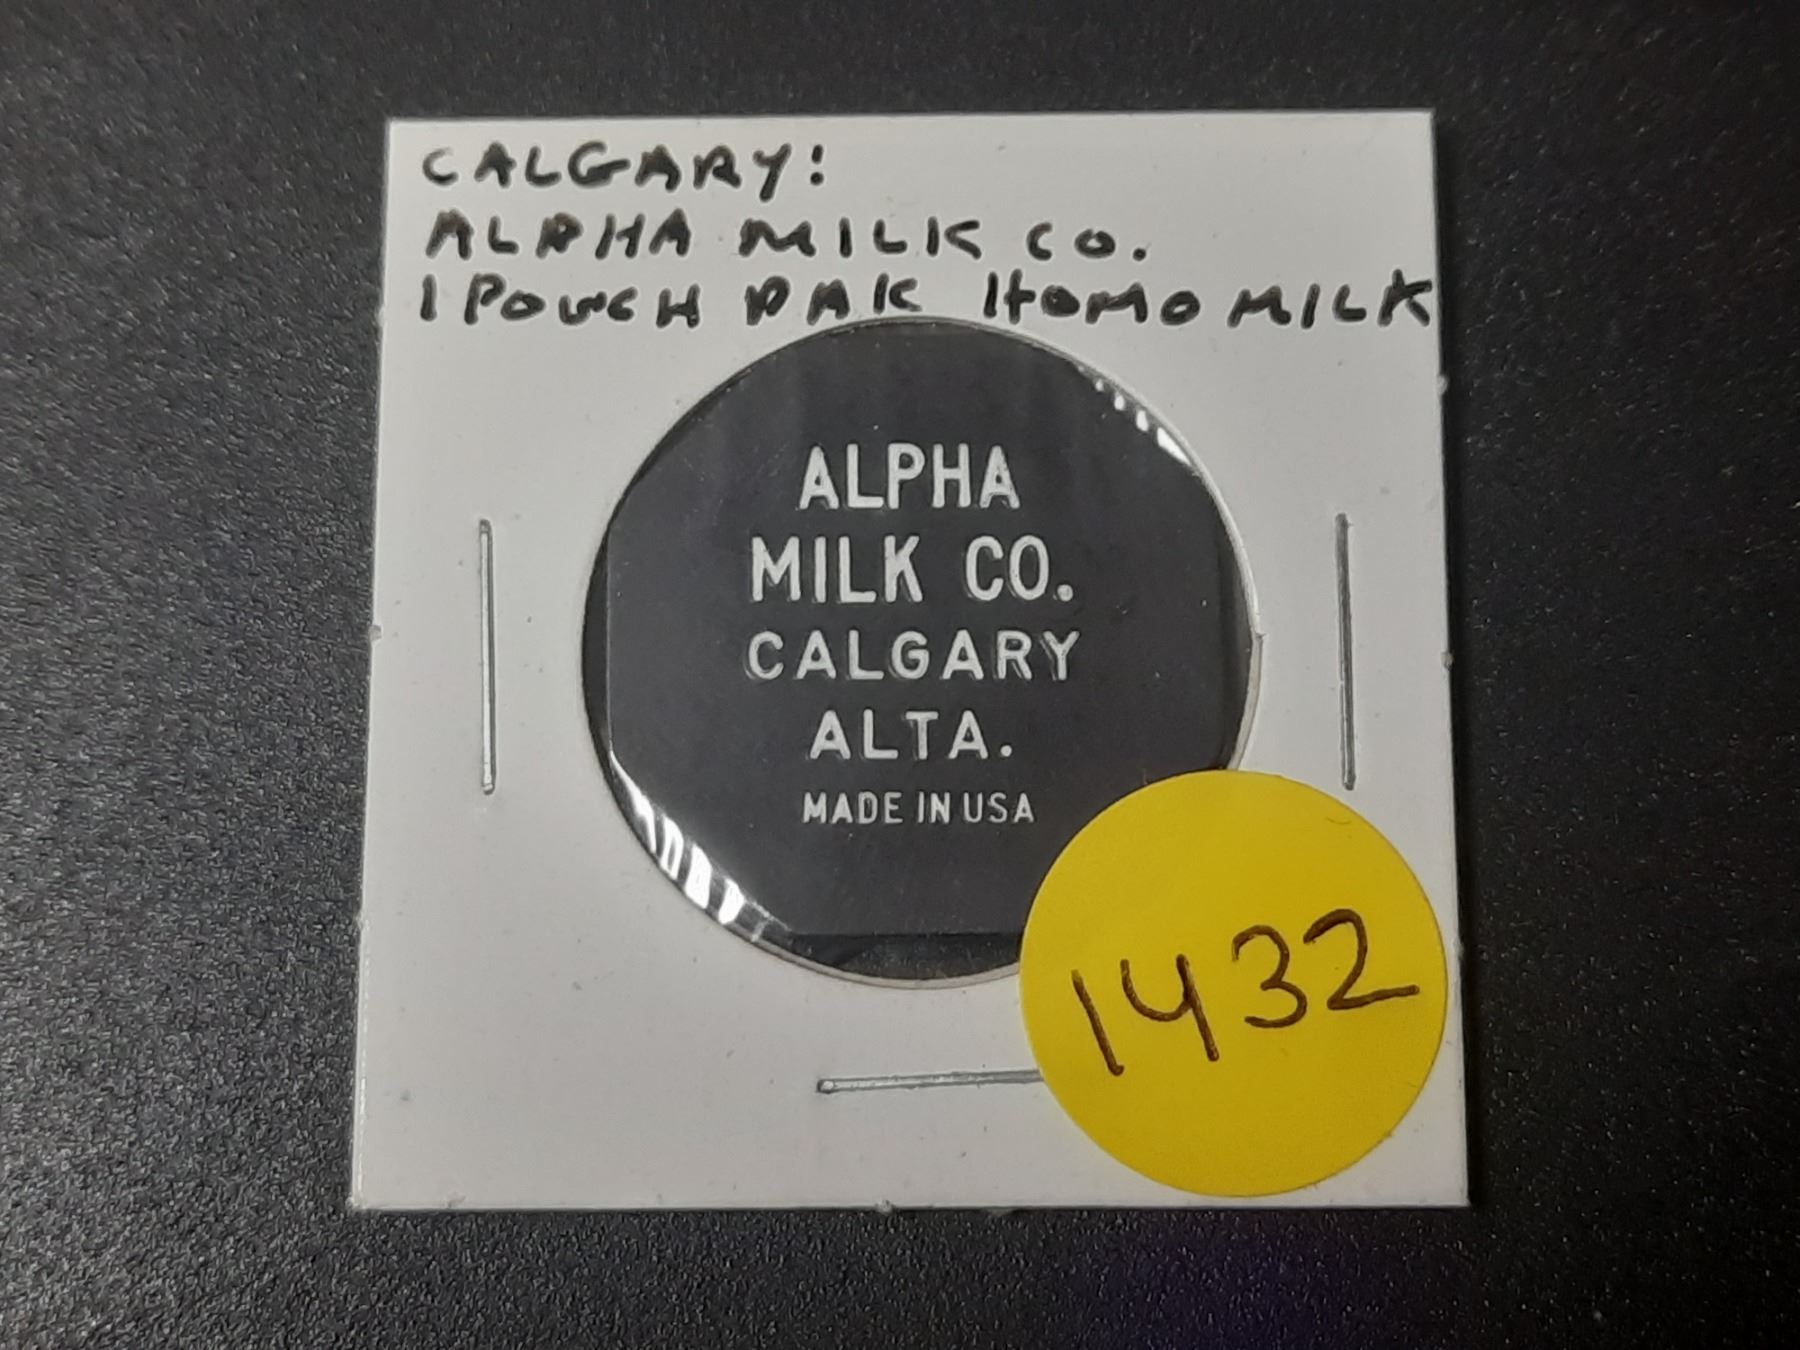 CALGARY:
ALPHA MILK CO.
1 POUCH PAK HOMO MILK
ALPHA
MILK CO.
CALGARY
ALTA.
MADE IN USA
1432